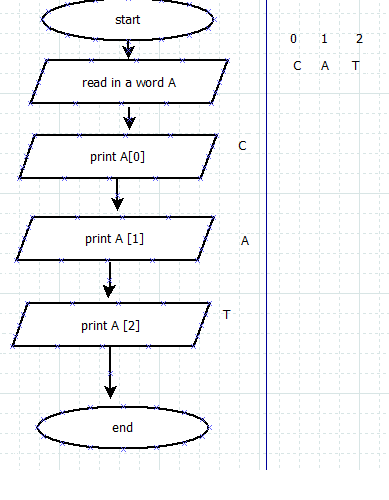 start
0 1 2
C A T
read in a word A
print A[0]
C
print A [1]
A
print A [2]
T
end